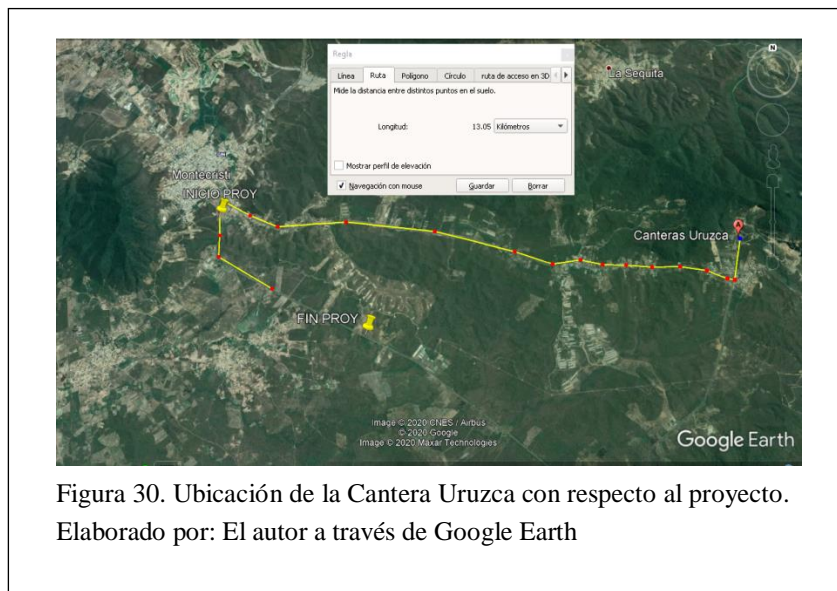 Regla
Línea Ruta Polígono Círculo ruta de acceso en 3D
Mide la distancia entre distintos puntos en el suelo.
Longitud: 13.05 Kilómetros
Mostrar perfil de elevación
Navegación con mouse Guardar Borrar
N
La Sequita
Montecrist
INICIO PROY
A
Canteras Uruzca
FIN PROY
Image © 2020 CNES / Airbus
© 2020 Google
Image © 2020 Maxar Technologies
Google Earth
Figura 30. Ubicación de la Cantera Uruzca con respecto al proyecto.
Elaborado por: El autor a través de Google Earth